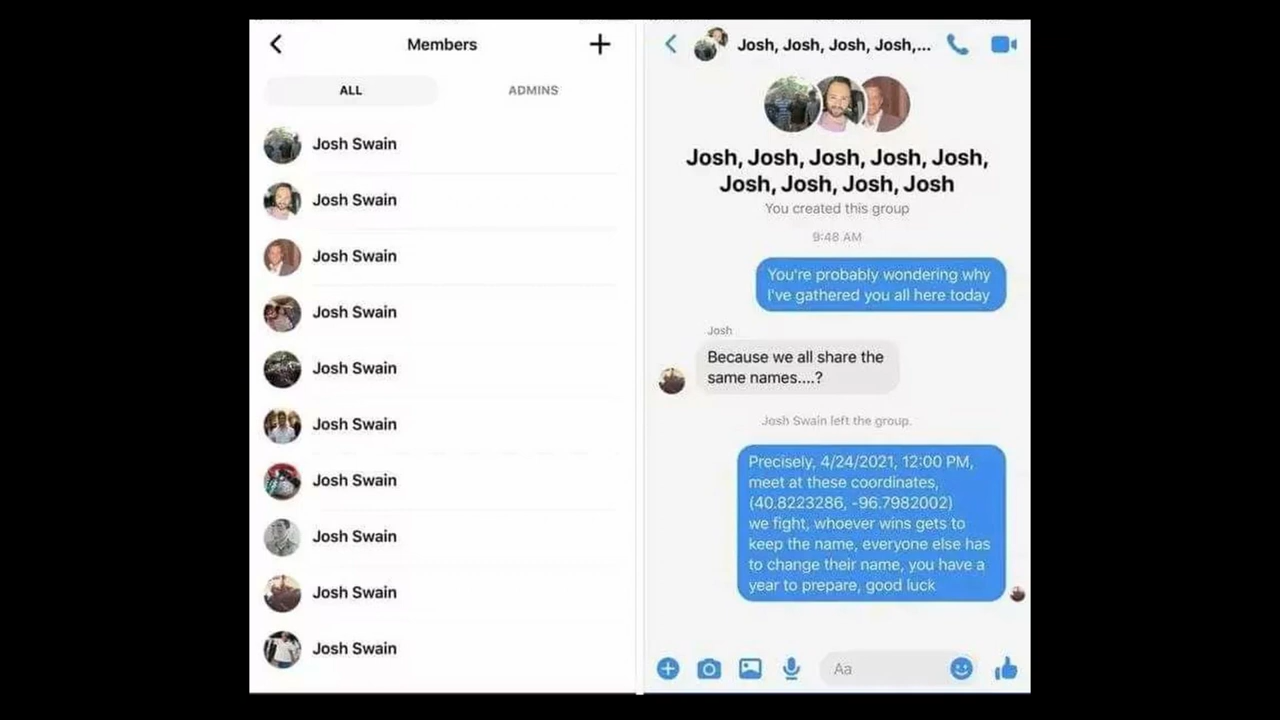 Members
ALL
ADMINS
Josh Swain
Josh Swain
Josh Swain
Josh Swain
Josh Swain
Josh Swain
Josh Swain
Josh Swain
Josh Swain
Josh Swain
Josh, Josh, Josh, Josh,...
Josh, Josh, Josh, Josh, Josh,
Josh, Josh, Josh, Josh
You created this group
9:48 AM
You're probably wondering why
I've gathered you all here today
Josh
Because we all share the
same names....?
Josh Swain left the group.
Precisely, 4/24/2021, 12:00 PM,
meet at these coordinates,
(40.8223286, -96.7982002)
we fight, whoever wins gets to
keep the name, everyone else has
to change their name, you have a
year to prepare, good luck
Aa